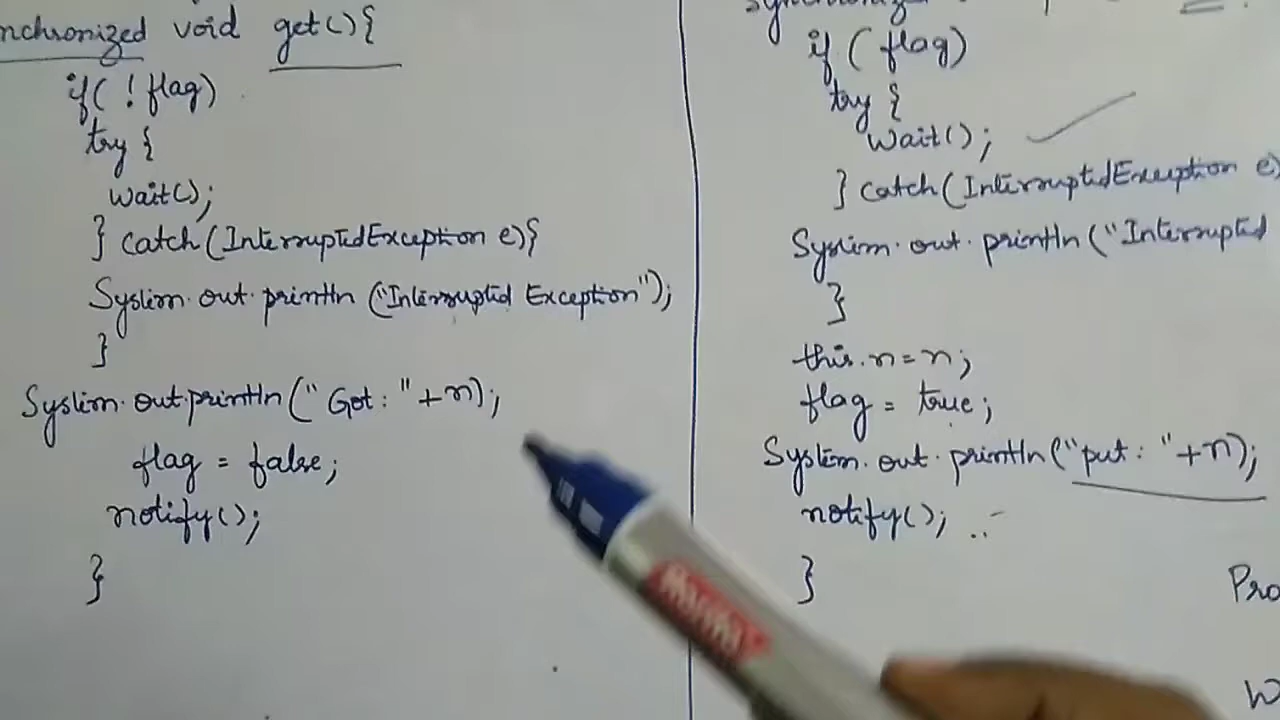 nchronized void get(){
if( ! flag)
try {
wait();
} catch(InterruptedException e){
System.out.println ("Interrupted Exception");
}
System.out.println(" Got : " + n);
flag = false;
notify();
}
if ( flag)
try {
wait();
} catch(InterruptedException e)
System.out.println("Interrupted
}
this.n = n;
flag = true;
System.out.println("put : " + n);
notify();
}
Pro
W